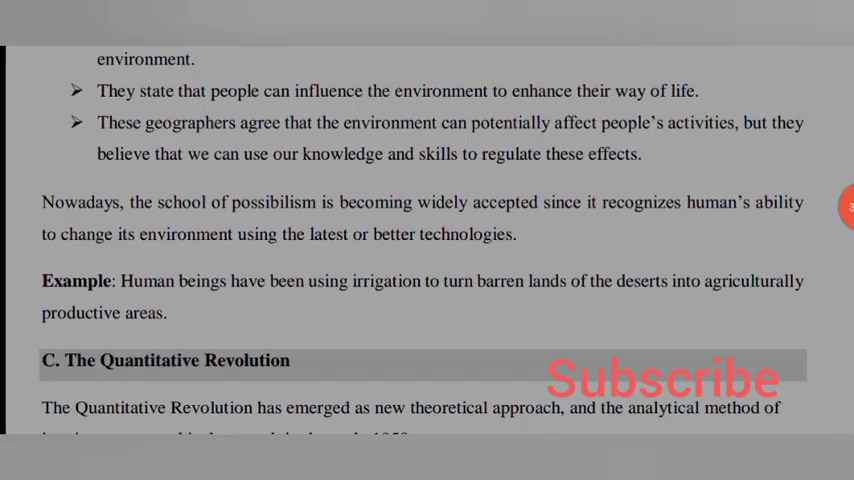 environment.
➢ They state that people can influence the environment to enhance their way of life.
➢ These geographers agree that the environment can potentially affect people's activities, but they
believe that we can use our knowledge and skills to regulate these effects.
Nowadays, the school of possibilism is becoming widely accepted since it recognizes human's ability
3
to change its environment using the latest or better technologies.
Example: Human beings have been using irrigation to turn barren lands of the deserts into agriculturally
productive areas.
C. The Quantitative Revolution
Subscribe
The Quantitative Revolution has emerged as new theoretical approach, and the analytical method of